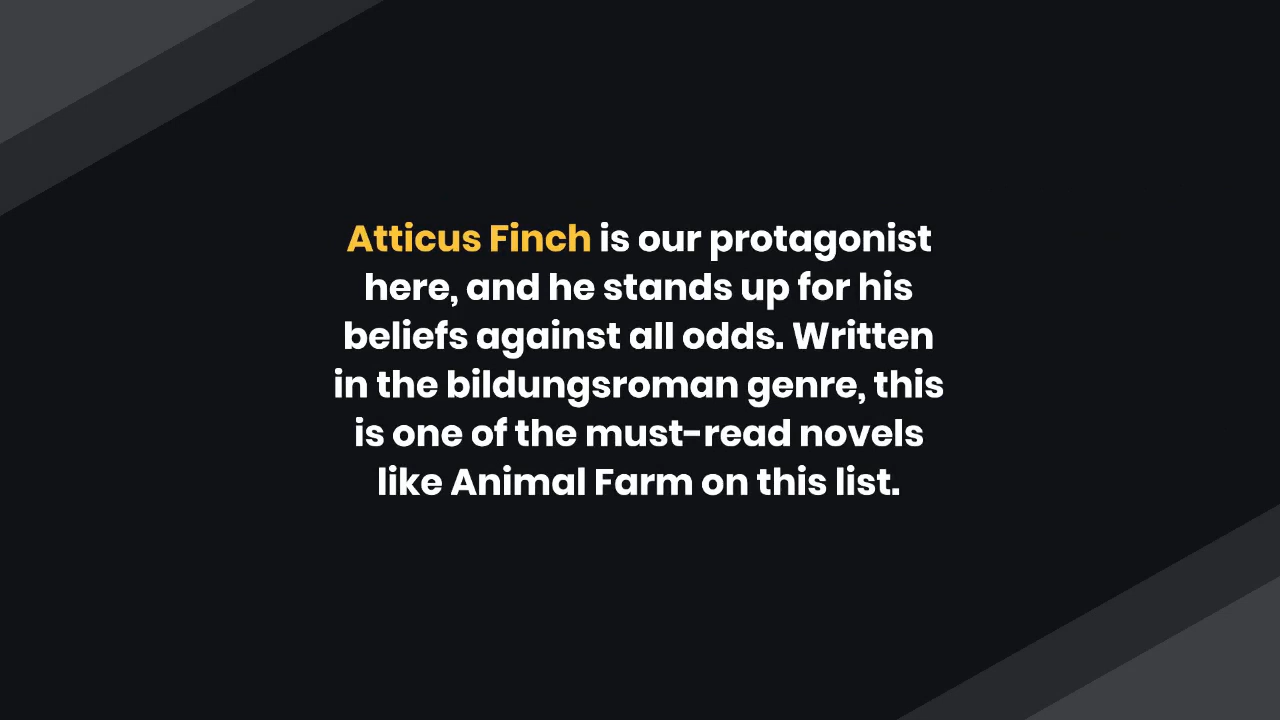 Atticus Finch is our protagonist
here, and he stands up for his
beliefs against all odds. Written
in the bildungsroman genre, this
is one of the must-read novels
like Animal Farm on this list.